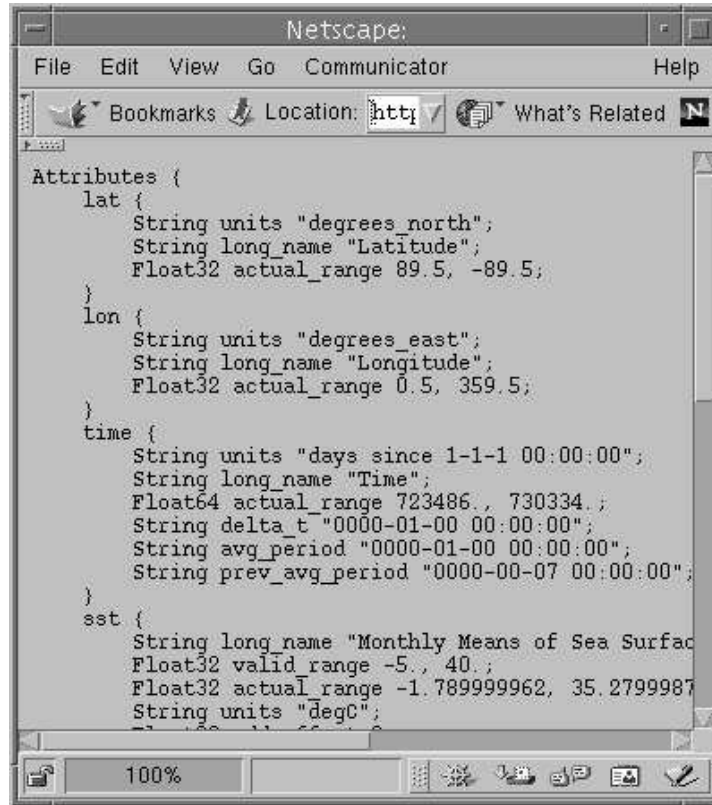 Netscape:
File Edit View Go Communicator Help
Bookmarks Location: http What's Related N
Attributes {
    lat {
        String units "degrees_north";
        String long_name "Latitude";
        Float32 actual_range 89.5, -89.5;
    }
    lon {
        String units "degrees_east";
        String long_name "Longitude";
        Float32 actual_range 0.5, 359.5;
    }
    time {
        String units "days since 1-1-1 00:00:00";
        String long_name "Time";
        Float64 actual_range 723486., 730334.;
        String delta_t "0000-01-00 00:00:00";
        String avg_period "0000-01-00 00:00:00";
        String prev_avg_period "0000-00-07 00:00:00";
    }
    sst {
        String long_name "Monthly Means of Sea Surfac
        Float32 valid_range -5., 40.;
        Float32 actual_range -1.789999962, 35.2799987
        String units "degC";
100%